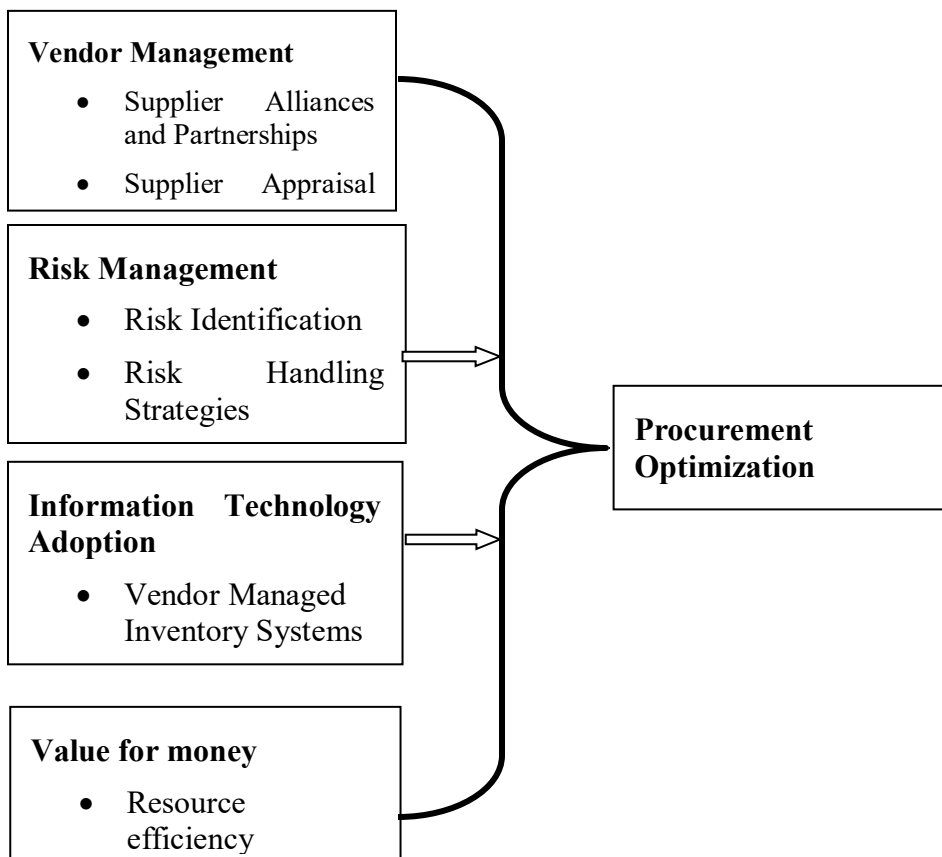 Vendor Management
• Supplier Alliances
and Partnerships
• Supplier Appraisal
Risk Management
• Risk Identification
• Risk Handling
Strategies
Information Technology
Adoption
• Vendor Managed
Inventory Systems
Value for money
• Resource
efficiency
Procurement
Optimization